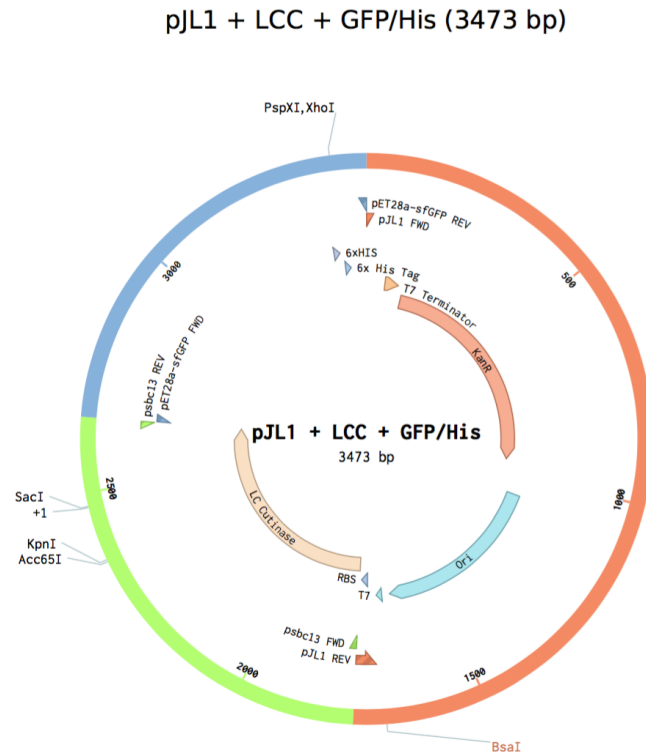 pJL1 + LCC + GFP/His (3473 bp)
PspXI,XhoI
pET28a-sfGFP REV
pJL1 FWD
6xHIS
6x His Tag
T7 Terminator
KanR
500
3000
psbc13 REV
pET28a-sfGFP FWD
pJL1 + LCC + GFP/His
3473 bp
2500
SacI
+1
1000
LC Cutinase
KpnI
Acc65I
Ori
RBS
T7
psbc13 FWD
pJL1 REV
2000
1500
BsaI